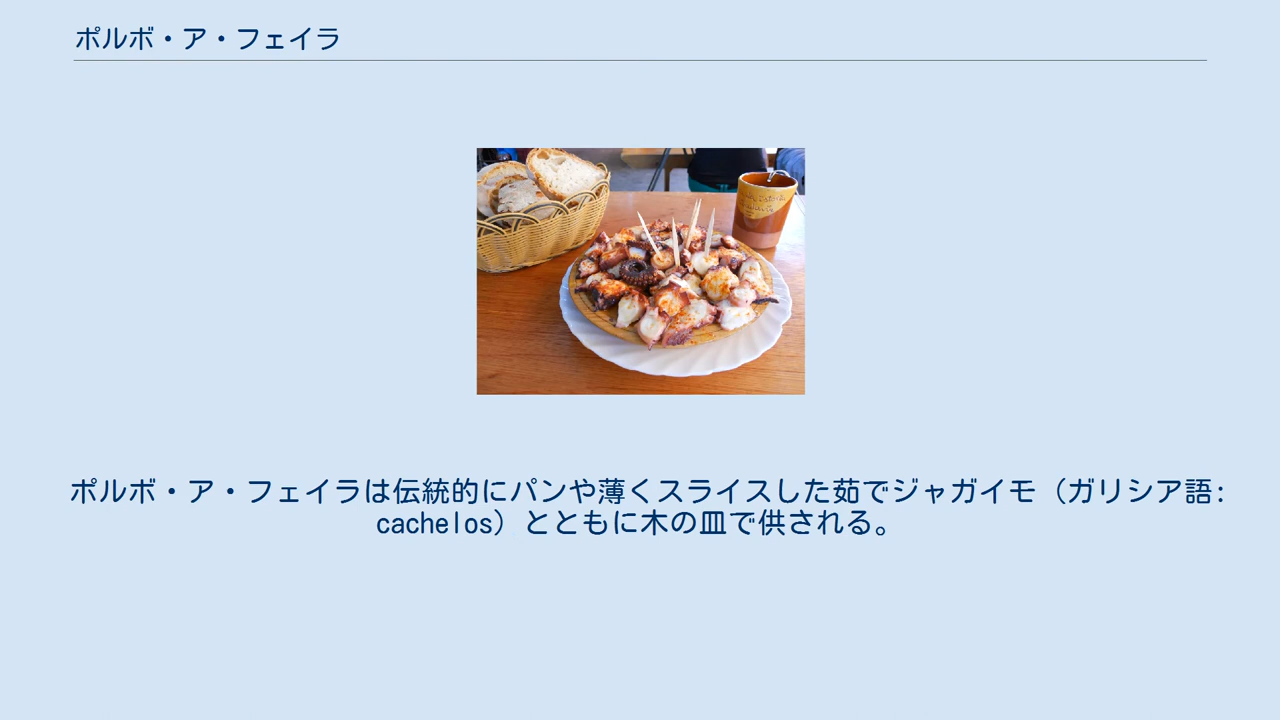 ポルボ・ア・フェイラ
ポルボ・ア・フェイラは伝統的にパンや薄くスライスした茹でジャガイモ（ガリシア語:
cachelos）とともに木の皿で供される。